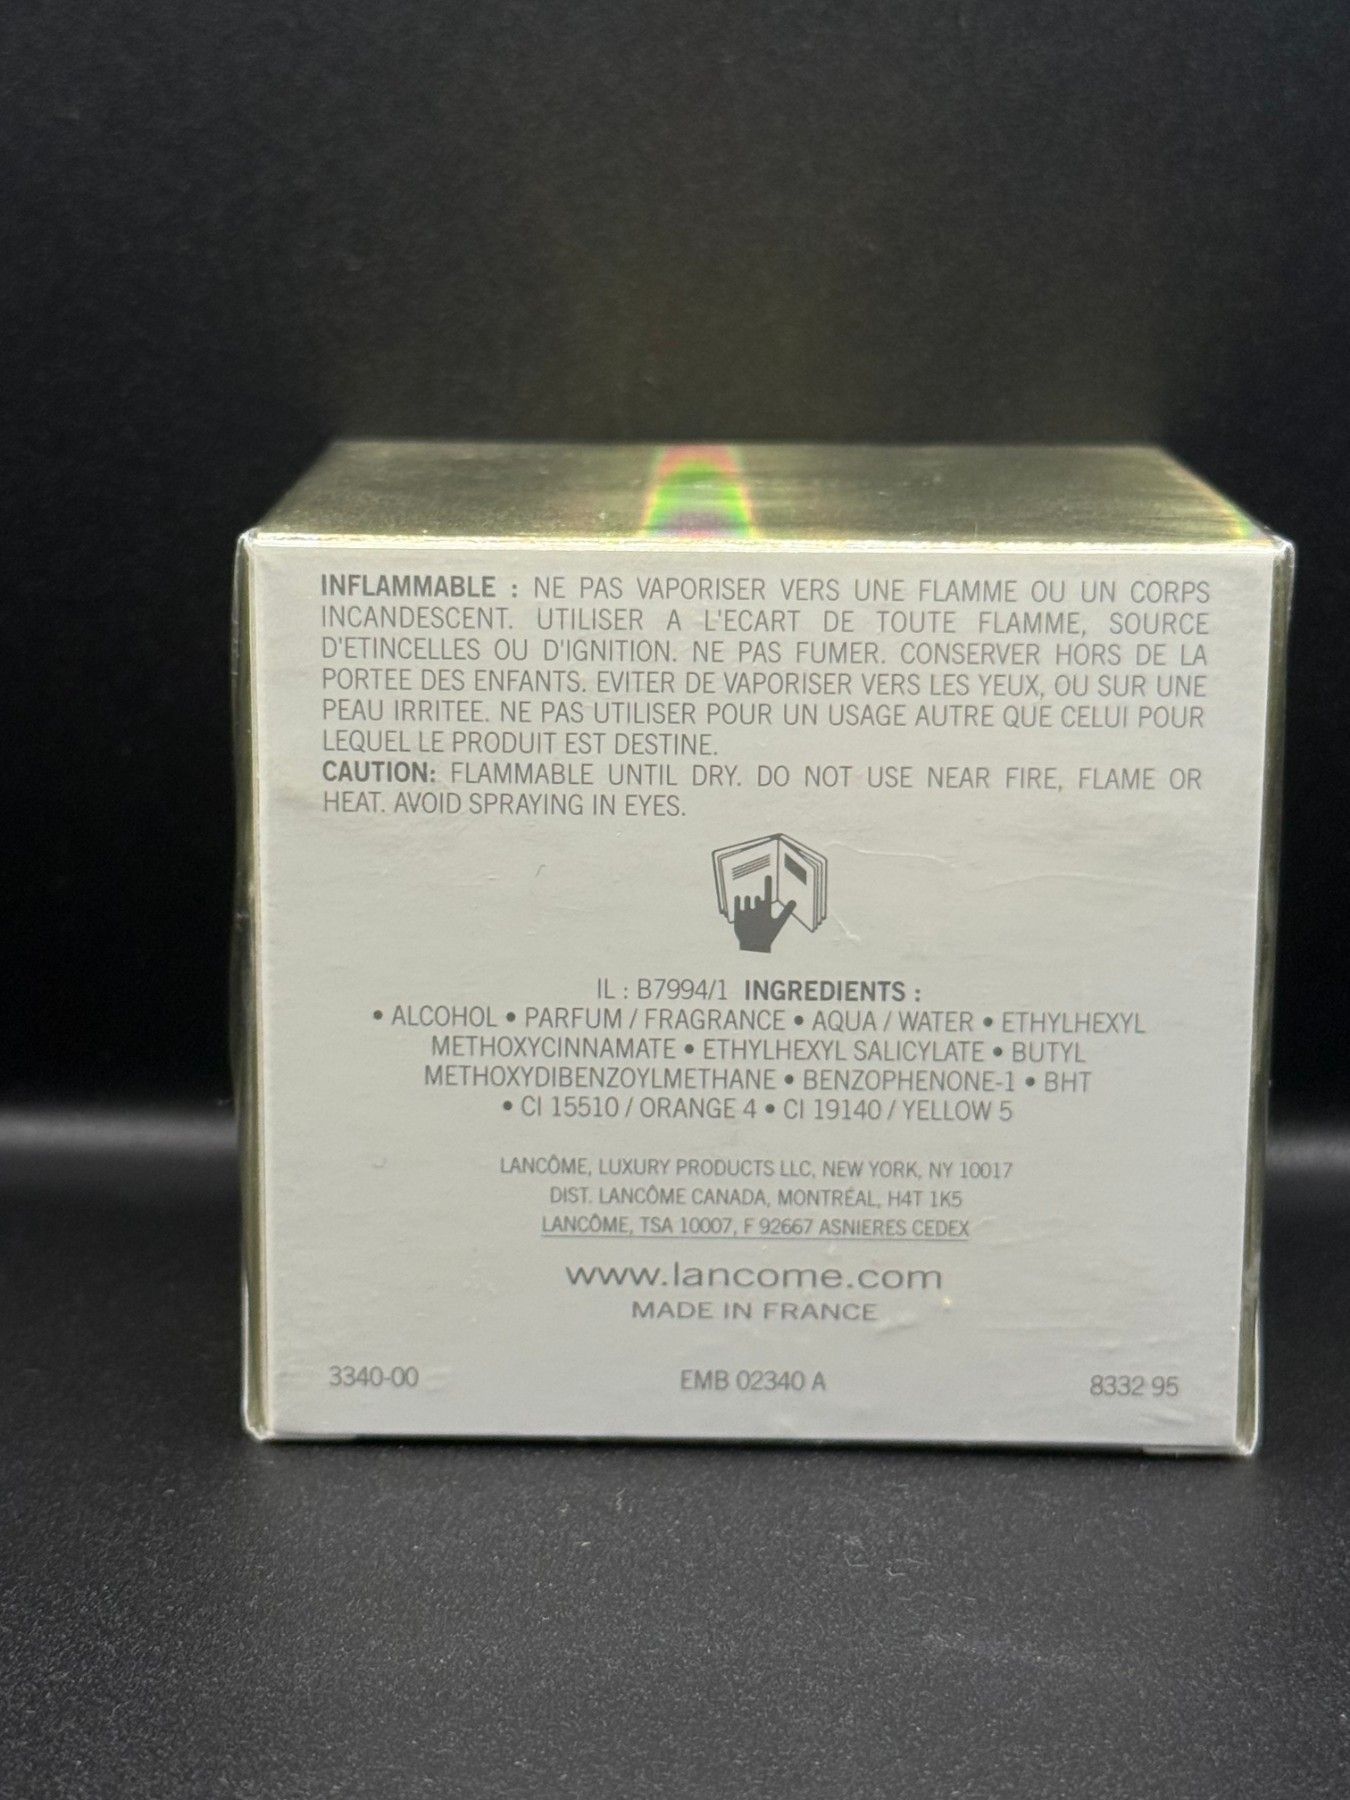 INFLAMMABLE : NE PAS VAPORISER VERS UNE FLAMME OU UN CORPS
INCANDESCENT. UTILISER A L'ECART DE TOUTE FLAMME, SOURCE
D'ETINCELLES OU D'IGNITION. NE PAS FUMER. CONSERVER HORS DE LA
PORTEE DES ENFANTS. EVITER DE VAPORISER VERS LES YEUX, OU SUR UNE
PEAU IRRITEE. NE PAS UTILISER POUR UN USAGE AUTRE QUE CELUI POUR
LEQUEL LE PRODUIT EST DESTINE.
CAUTION: FLAMMABLE UNTIL DRY. DO NOT USE NEAR FIRE, FLAME OR
HEAT. AVOID SPRAYING IN EYES.
IL : B7994/1 INGREDIENTS :
• ALCOHOL • PARFUM / FRAGRANCE • AQUA / WATER • ETHYLHEXYL
METHOXYCINNAMATE • ETHYLHEXYL SALICYLATE • BUTYL
METHOXYDIBENZOYLMETHANE • BENZOPHENONE-1 • BHT
• CI 15510 / ORANGE 4 • CI 19140 / YELLOW 5
LANCÔME, LUXURY PRODUCTS LLC, NEW YORK, NY 10017
DIST. LANCÔME CANADA, MONTRÉAL, H4T 1K5
LANCÔME, TSA 10007, F 92667 ASNIERES CEDEX
www.lancome.com
MADE IN FRANCE
3340-00 EMB 02340 A 8332 95